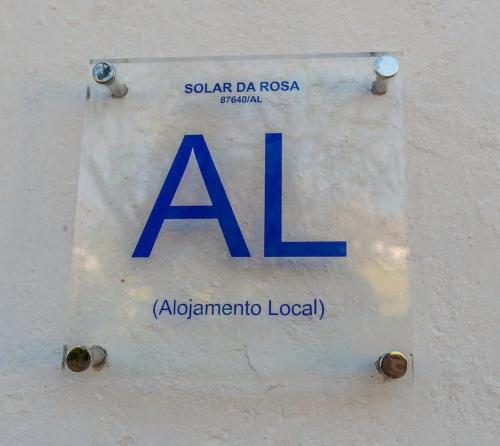 SOLAR DA ROSA
87640/AL
AL
(Alojamento Local)